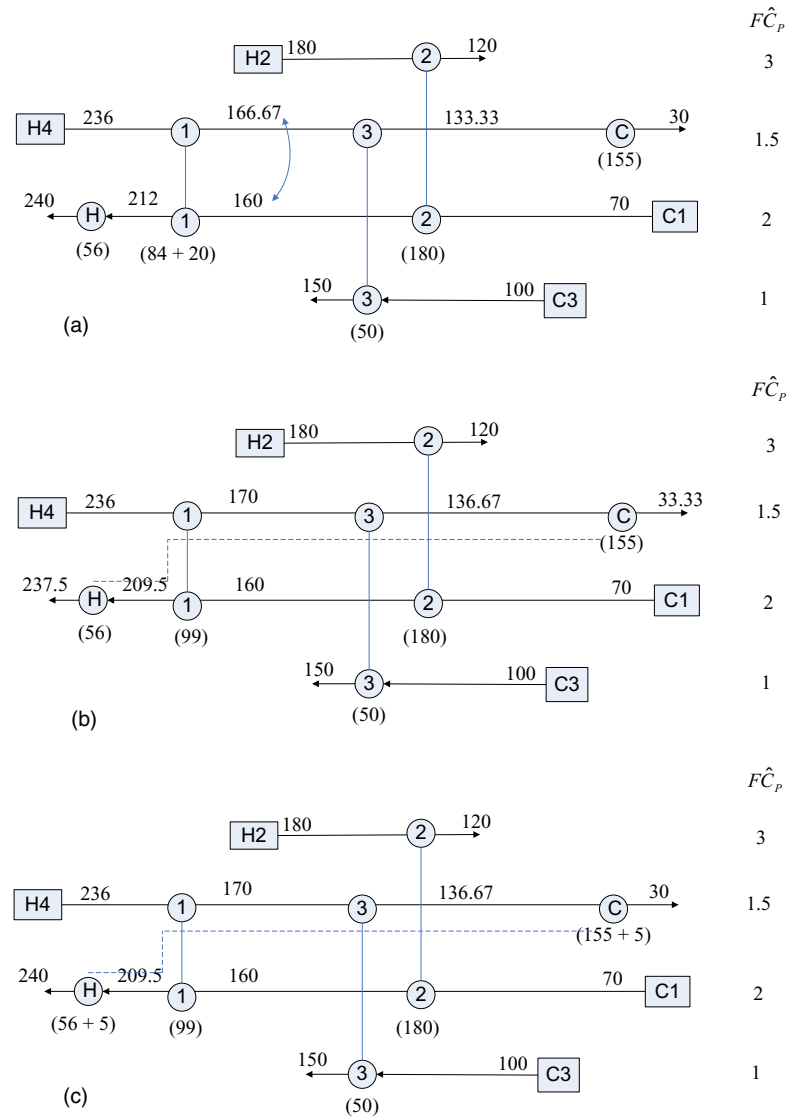 FĈ_P
H2 180 2 120 3
H4 236 1 166.67 3 133.33 C 30 1.5
(155)
240 H 212 1 160 2 70 C1 2
(56) (84 + 20) (180)
150 3 100 C3 1
(50)
(a)
FĈ_P
H2 180 2 120 3
H4 236 1 170 3 136.67 C 33.33 1.5
(155)
237.5 H 209.5 1 160 2 70 C1 2
(56) (99) (180)
150 3 100 C3 1
(50)
(b)
FĈ_P
H2 180 2 120 3
H4 236 1 170 3 136.67 C 30 1.5
(155 + 5)
240 H 209.5 1 160 2 70 C1 2
(56 + 5) (99) (180)
150 3 100 C3 1
(50)
(c)